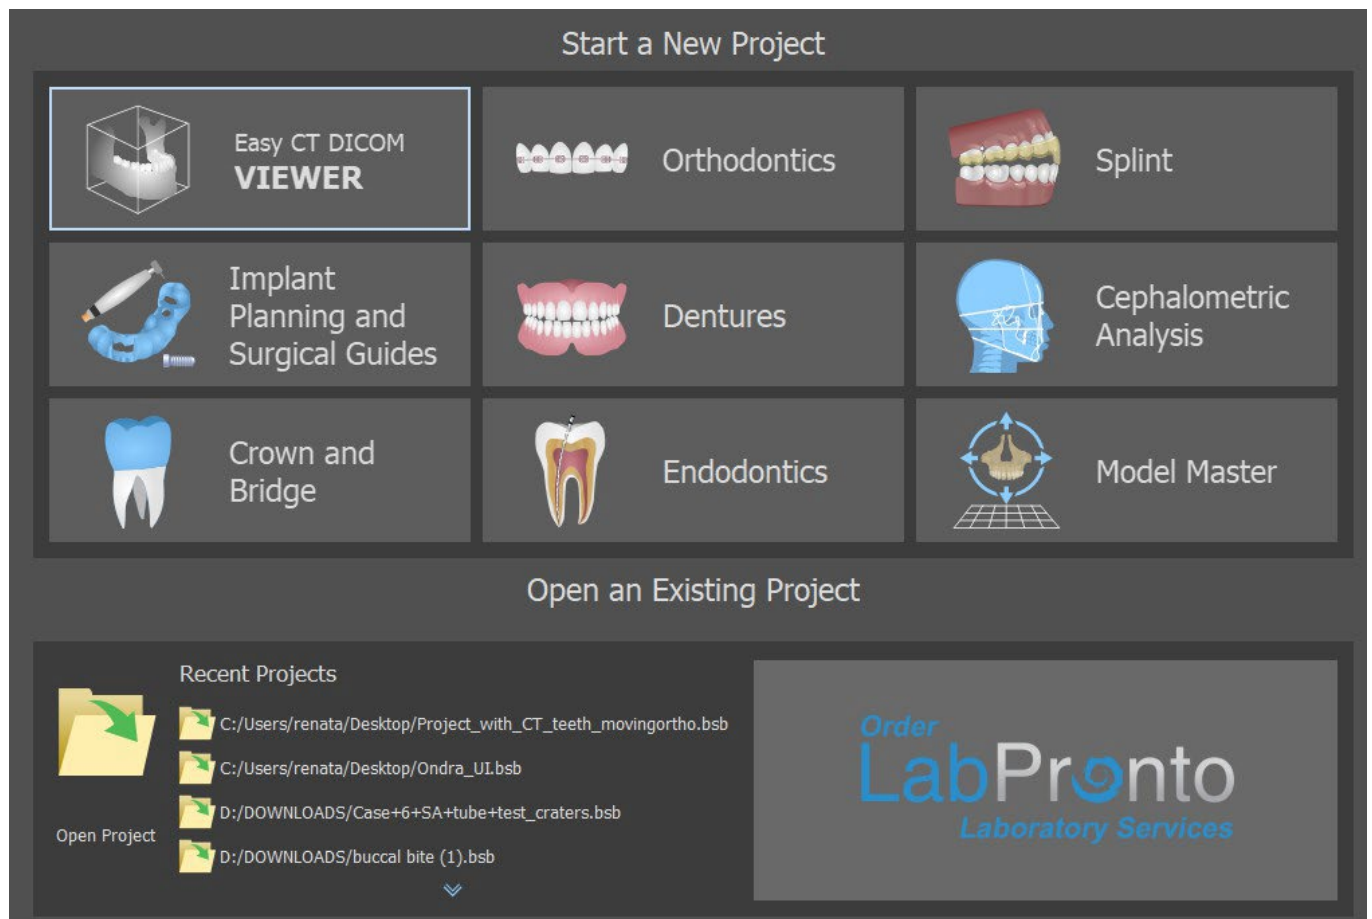 Start a New Project
Easy CT DICOM
VIEWER
Orthodontics
Splint
Implant
Planning and
Surgical Guides
Dentures
Cephalometric
Analysis
Crown and
Bridge
Endodontics
Model Master
Open an Existing Project
Open Project
Recent Projects
C:/Users/renata/Desktop/Project_with_CT_teeth_movingortho.bsb
C:/Users/renata/Desktop/Ondra_UI.bsb
D:/DOWNLOADS/Case+6+SA+tube+test_craters.bsb
D:/DOWNLOADS/buccal bite (1).bsb
Order
LabPronto
Laboratory Services